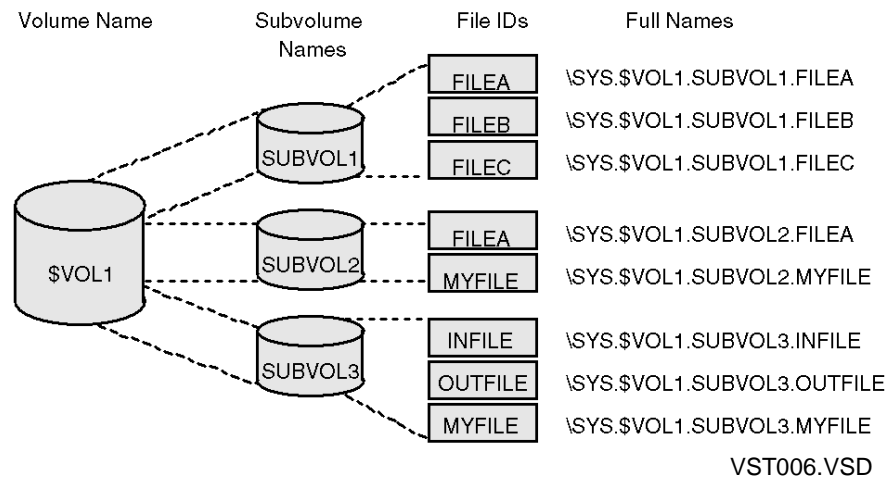 Volume Name Subvolume Names File IDs Full Names
FILEA \SYS.$VOL1.SUBVOL1.FILEA
FILEB \SYS.$VOL1.SUBVOL1.FILEB
SUBVOL1
FILEC \SYS.$VOL1.SUBVOL1.FILEC
FILEA \SYS.$VOL1.SUBVOL2.FILEA
$VOL1
SUBVOL2
MYFILE \SYS.$VOL1.SUBVOL2.MYFILE
INFILE \SYS.$VOL1.SUBVOL3.INFILE
SUBVOL3
OUTFILE \SYS.$VOL1.SUBVOL3.OUTFILE
MYFILE \SYS.$VOL1.SUBVOL3.MYFILE
VST006.VSD